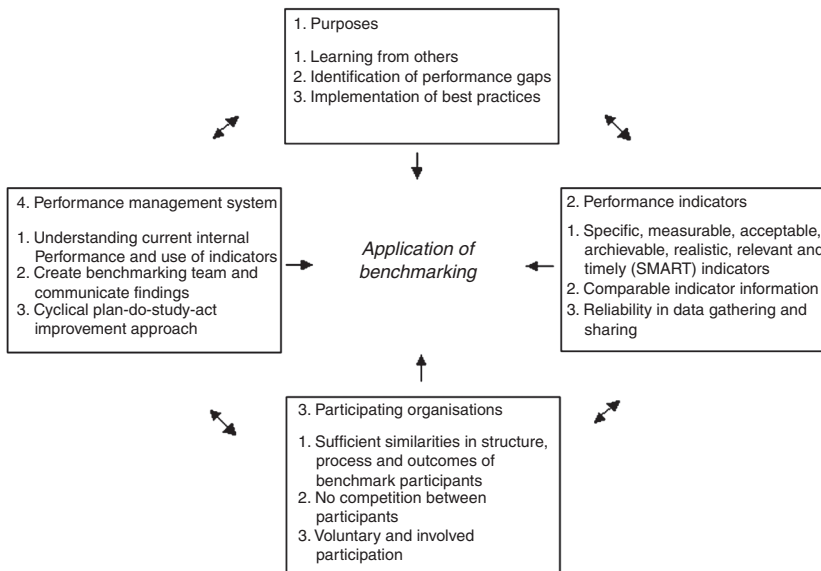 1. Purposes
1. Learning from others
2. Identification of performance gaps
3. Implementation of best practices
4. Performance management system
1. Understanding current internal
Performance and use of indicators
2. Create benchmarking team and
communicate findings
3. Cyclical plan-do-study-act
improvement approach
Application of
benchmarking
2. Performance indicators
1. Specific, measurable, acceptable,
archievable, realistic, relevant and
timely (SMART) indicators
2. Comparable indicator information
3. Reliability in data gathering and
sharing
3. Participating organisations
1. Sufficient similarities in structure,
process and outcomes of
benchmark participants
2. No competition between
participants
3. Voluntary and involved
participation